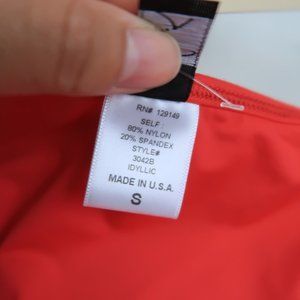 RN# 129149
SELF:
80% NYLON
20% SPANDEX
STYLE#
3042B
IDYLLIC
MADE IN U.S.A.
S